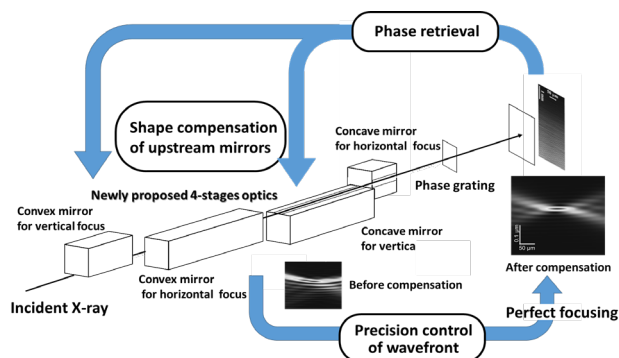 Phase retrieval
Shape compensation
of upstream mirrors
Concave mirror
for horizontal focus
Phase grating
Newly proposed 4-stages optics
Convex mirror
for vertical focus
Convex mirror
for horizontal focus
Concave mirror
for vertica
Incident X-ray
Before compensation
0.1 μm
50 μm
After compensation
Perfect focusing
Precision control
of wavefront